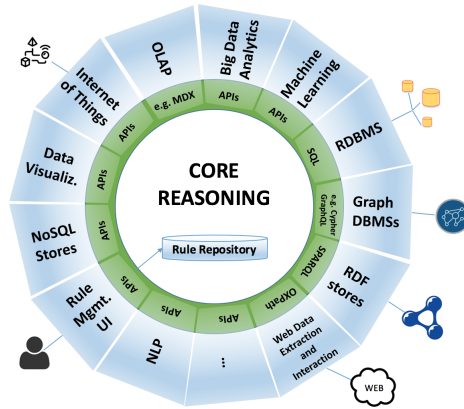 CORE
REASONING
Rule Repository
OLAP
e.g. MDX
Big Data
Analytics
APIs
Machine
Learning
APIs
RDBMS
SQL
Graph
DBMSs
e.g. Cypher
GraphQL
RDF
stores
SPARQL
Web Data
Extraction
and
Interaction
OXPath
WEB
...
APIs
NLP
APIs
Rule
Mgmt.
UI
APIs
NoSQL
Stores
APIs
Data
Visualiz.
APIs
Internet
of Things
APIs